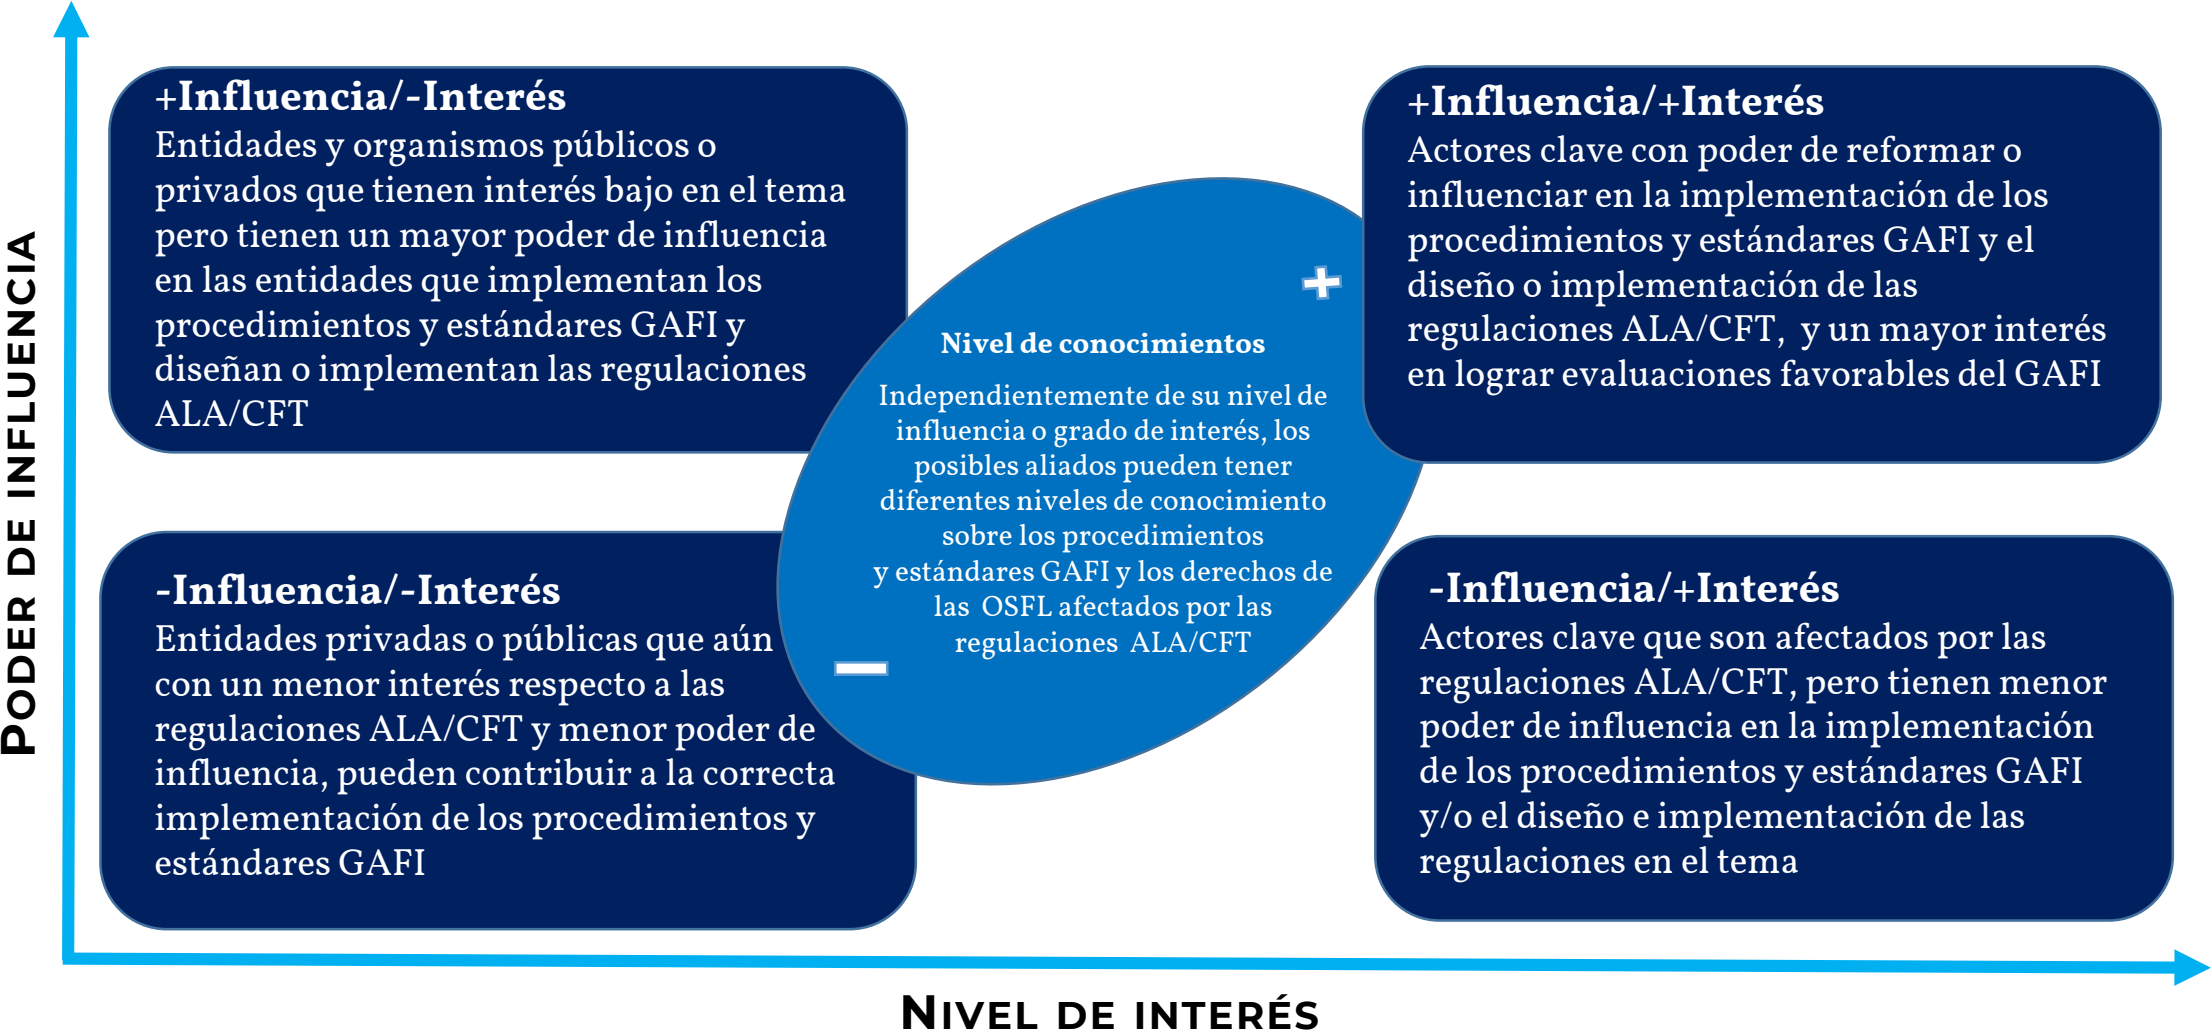 PODER DE INFLUENCIA
+Influencia/-Interés
Entidades y organismos públicos o
privados que tienen interés bajo en el tema
pero tienen un mayor poder de influencia
en las entidades que implementan los
procedimientos y estándares GAFI y
diseñan o implementan las regulaciones
ALA/CFT
+Influencia/+Interés
Actores clave con poder de reformar o
influenciar en la implementación de los
procedimientos y estándares GAFI y el
diseño o implementación de las
regulaciones ALA/CFT, y un mayor interés
en lograr evaluaciones favorables del GAFI
+
Nivel de conocimientos
Independientemente de su nivel de
influencia o grado de interés, los
posibles aliados pueden tener
diferentes niveles de conocimiento
sobre los procedimientos
y estándares GAFI y los derechos de
las OSFL afectados por las
regulaciones ALA/CFT
−
-Influencia/-Interés
Entidades privadas o públicas que aún
con un menor interés respecto a las
regulaciones ALA/CFT y menor poder de
influencia, pueden contribuir a la correcta
implementación de los procedimientos y
estándares GAFI
-Influencia/+Interés
Actores clave que son afectados por las
regulaciones ALA/CFT, pero tienen menor
poder de influencia en la implementación
de los procedimientos y estándares GAFI
y/o el diseño e implementación de las
regulaciones en el tema
NIVEL DE INTERÉS